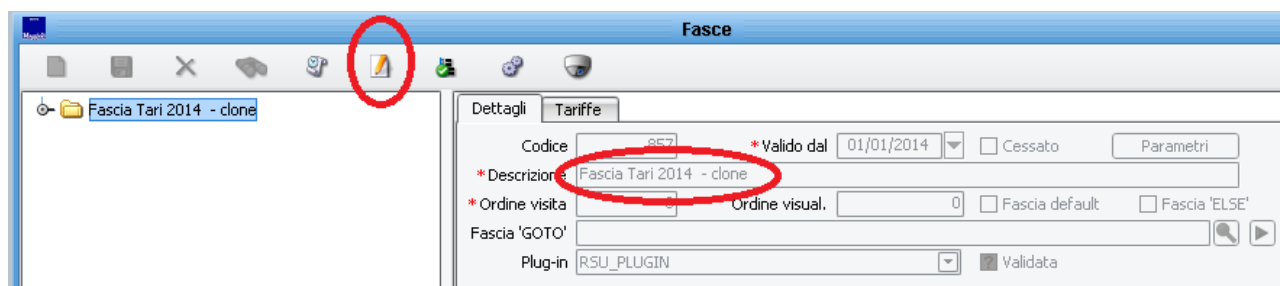 Fasce
Fascia Tari 2014 - clone
Dettagli Tariffe
Codice 857 *Valido dal 01/01/2014 Cessato Parametri
*Descrizione Fascia Tari 2014 - clone
*Ordine visita Ordine visual. 0 Fascia default Fascia 'ELSE'
Fascia 'GOTO'
Plug-in RSU_PLUGIN ? Validata